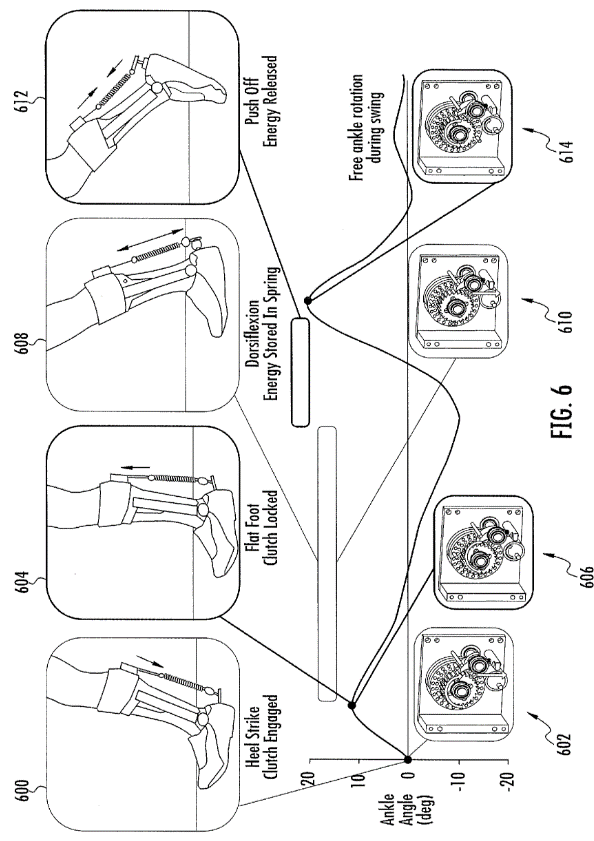 600
604
608
612
Heel Strike
Clutch Engaged
Flat Foot
Clutch Locked
Dorsiflexion
Energy Stored In Spring
Push Off
Energy Released
20
10
0
-10
-20
Ankle
Angle
(deg)
Free ankle rotation
during swing
602
606
610
614
FIG. 6